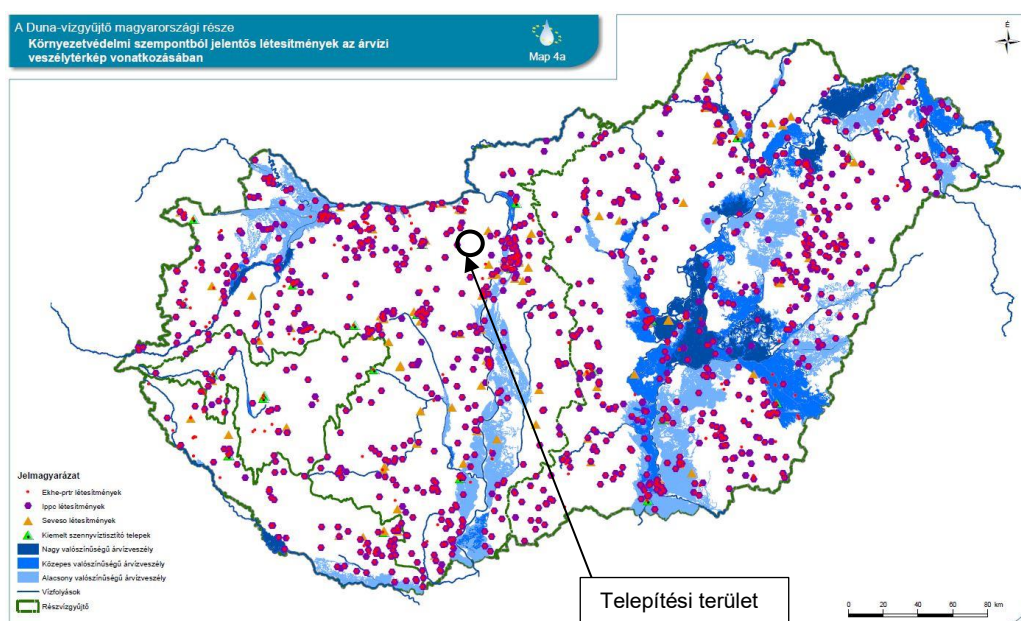 A Duna-vízgyűjtő magyarországi része
Környezetvédelmi szempontból jelentős létesítmények az árvízi
veszélytérkép vonatkozásában
Map 4a
É
Jelmagyarázat
Ekhe-prtr létesítmények
Ippc létesítmények
Seveso létesítmények
Kiemelt szennyvíztisztító telepek
Nagy valószínűségű árvízveszély
Közepes valószínűségű árvízveszély
Alacsony valószínűségű árvízveszély
Vízfolyások
Részvízgyűjtő
Telepítési terület
0 20 40 60 80 km